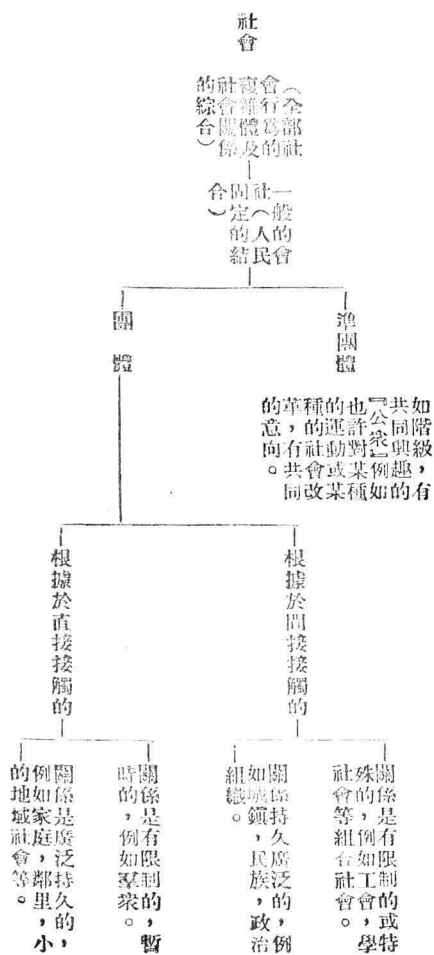 社會
（全部社
會行爲的
複雜體及
社會關係
的綜合）
一般的會
社（人民
固定的結
合）
準團體
如階級，有
共同興趣的
『公衆』例如
也許對某種
的運動或某
種的社會改
革，有共同
的意向。
團體
根據於間接接觸的
關係是有限制的或特
殊的，例如工會，學
社會等組合社會。
關係持久廣泛的，例
如城鎭，民族，政治
組織。
根據於直接接觸的
關係是有限制的，暫
時的，例如羣衆。
關係是廣泛持久的，
例如家庭，鄰里，小
的地域社會等。